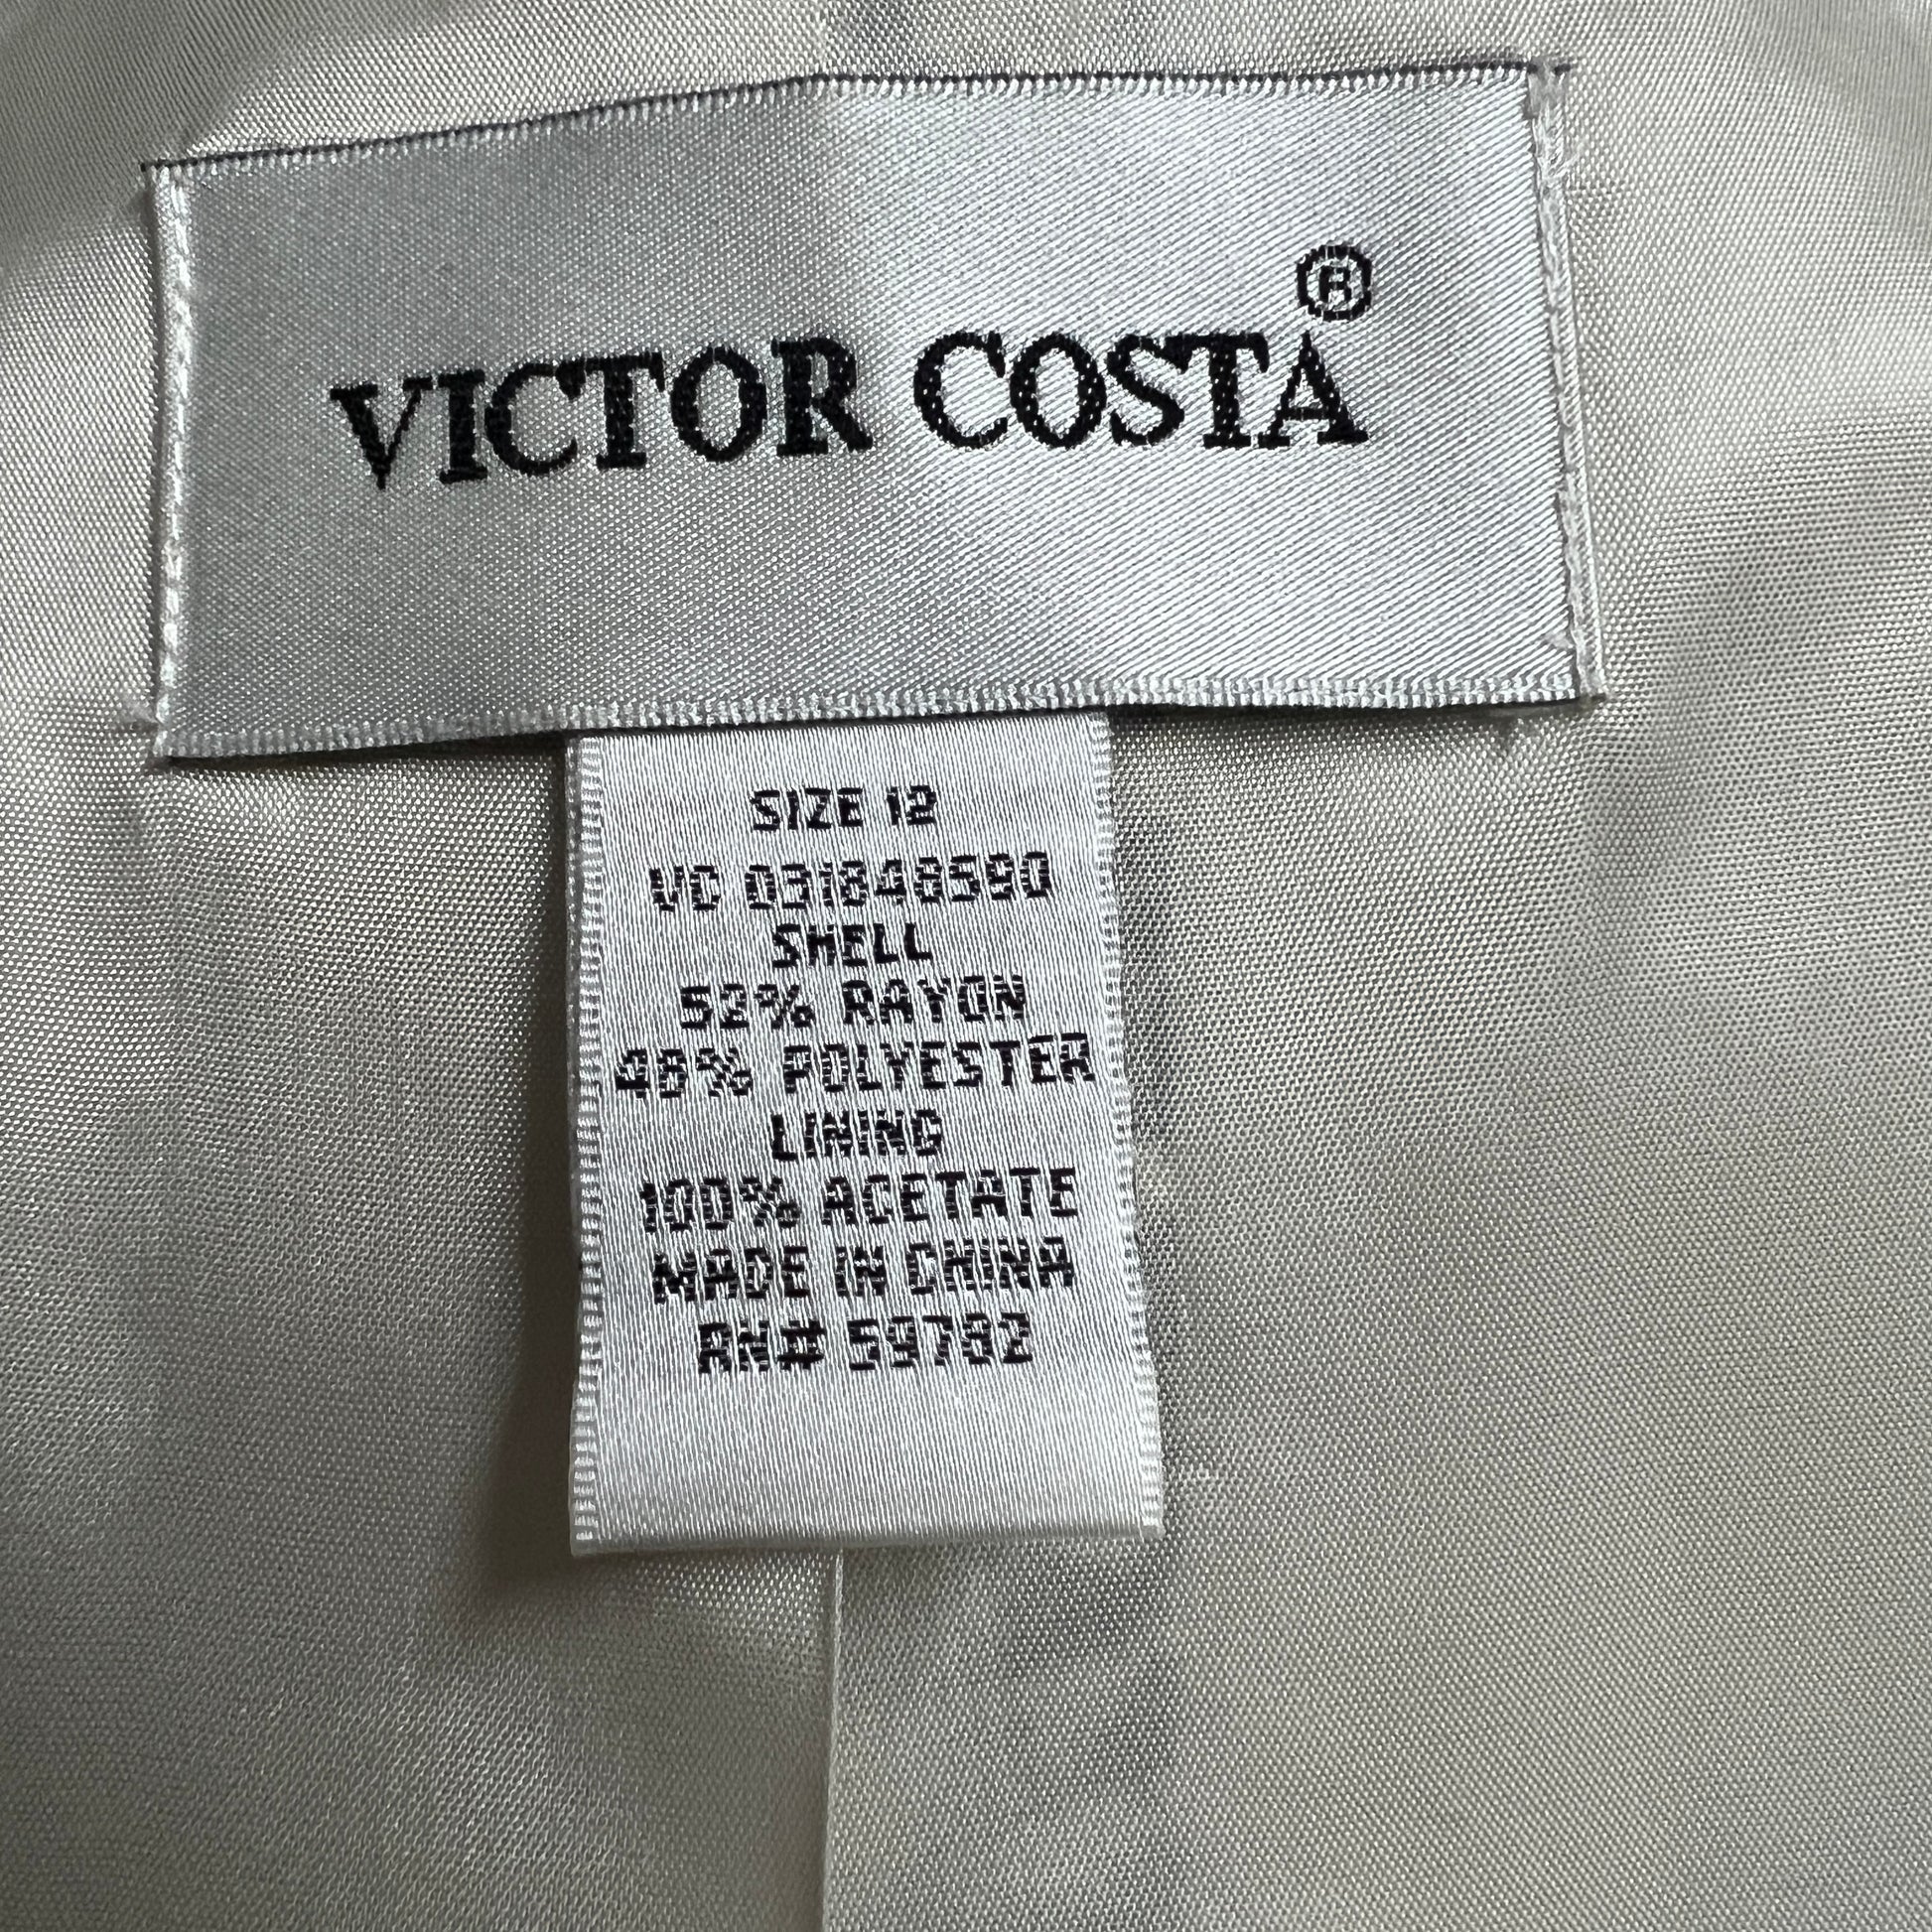 VICTOR COSTA®
SIZE 12
VC 031848590
SHELL
52% RAYON
48% POLYESTER
LINING
100% ACETATE
MADE IN CHINA
RN# 59782